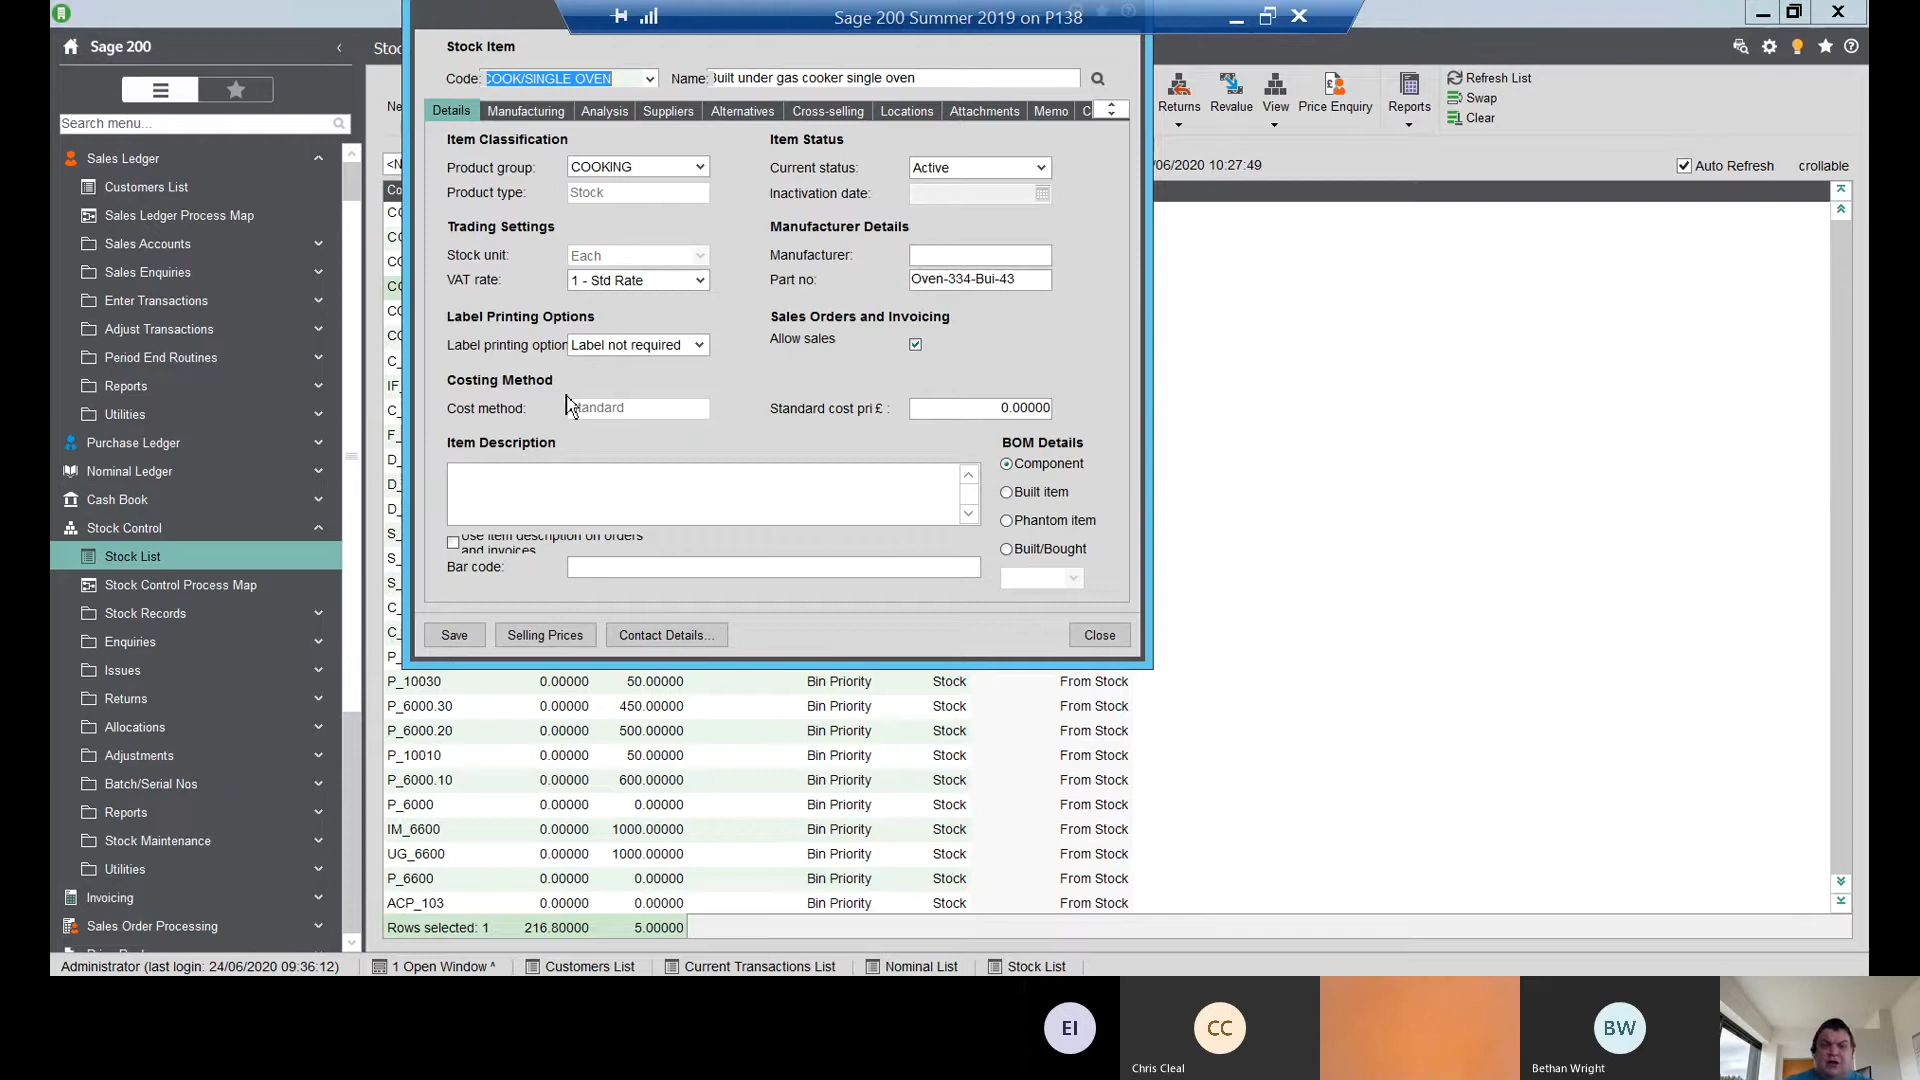 Sage 200 Summer 2019 on P138
Sage 200
Search menu...
Sales Ledger
Customers List
Sales Ledger Process Map
Sales Accounts
Sales Enquiries
Enter Transactions
Adjust Transactions
Period End Routines
Reports
Utilities
Purchase Ledger
Nominal Ledger
Cash Book
Stock Control
Stock List
Stock Control Process Map
Stock Records
Enquiries
Issues
Returns
Allocations
Adjustments
Batch/Serial Nos
Reports
Stock Maintenance
Utilities
Invoicing
Sales Order Processing
Stock Item
Code: COOK/SINGLE OVEN Name: Built under gas cooker single oven
Details Manufacturing Analysis Suppliers Alternatives Cross-selling Locations Attachments Memo
Item Classification
Product group: COOKING
Product type: Stock
Item Status
Current status: Active
Inactivation date:
Trading Settings
Stock unit: Each
VAT rate: 1 - Std Rate
Manufacturer Details
Manufacturer:
Part no: Oven-334-Bui-43
Label Printing Options
Label printing option Label not required
Sales Orders and Invoicing
Allow sales
Costing Method
Cost method: tandard
Standard cost pri £ : 0.00000
Item Description
Use item description on orders
and invoices
Bar code:
BOM Details
Component
Built item
Phantom item
Built/Bought
Save Selling Prices Contact Details... Close
Returns Revalue View Price Enquiry Reports
Refresh List
Swap
Clear
/06/2020 10:27:49
Auto Refresh crollable
P_10030 0.00000 50.00000 Bin Priority Stock From Stock
P_6000.30 0.00000 450.00000 Bin Priority Stock From Stock
P_6000.20 0.00000 500.00000 Bin Priority Stock From Stock
P_10010 0.00000 50.00000 Bin Priority Stock From Stock
P_6000.10 0.00000 600.00000 Bin Priority Stock From Stock
P_6000 0.00000 0.00000 Bin Priority Stock From Stock
IM_6600 0.00000 1000.00000 Bin Priority Stock From Stock
UG_6600 0.00000 1000.00000 Bin Priority Stock From Stock
P_6600 0.00000 0.00000 Bin Priority Stock From Stock
ACP_103 0.00000 0.00000 Bin Priority Stock From Stock
Rows selected: 1 216.80000 5.00000
Administrator (last login: 24/06/2020 09:36:12) 1 Open Window ^ Customers List Current Transactions List Nominal List Stock List
EI
CC
Chris Cleal
BW
Bethan Wright